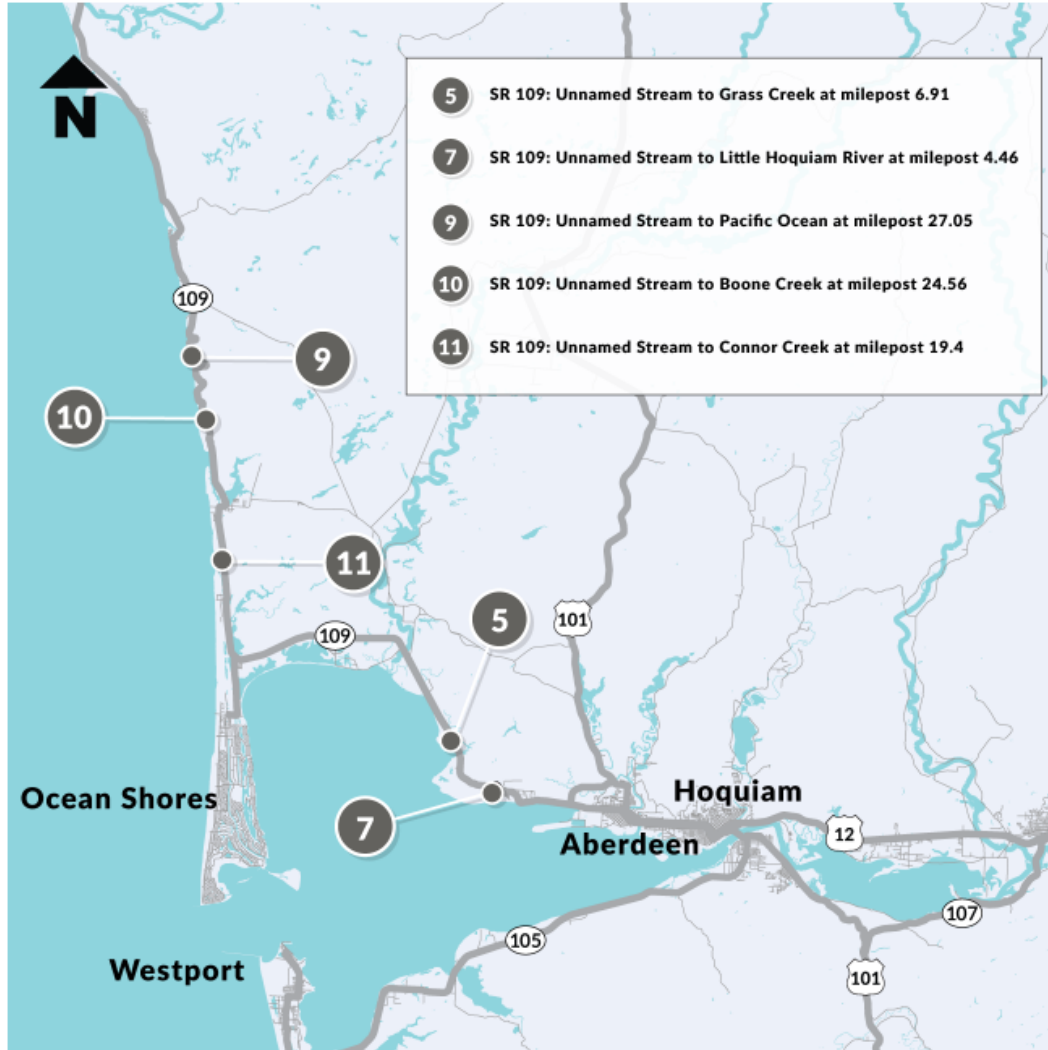 N
5 SR 109: Unnamed Stream to Grass Creek at milepost 6.91
7 SR 109: Unnamed Stream to Little Hoquiam River at milepost 4.46
9 SR 109: Unnamed Stream to Pacific Ocean at milepost 27.05
10 SR 109: Unnamed Stream to Boone Creek at milepost 24.56
11 SR 109: Unnamed Stream to Connor Creek at milepost 19.4
109
9
10
11
5
101
109
Hoquiam
Ocean Shores
7
12
Aberdeen
107
105
Westport
101